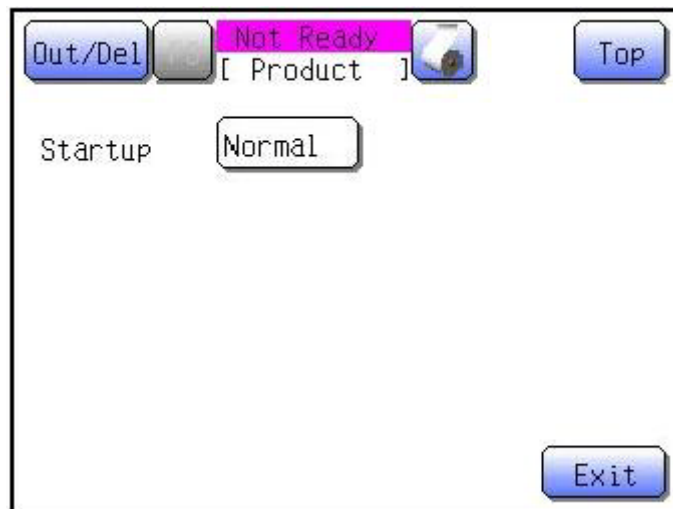 Out/Del
Not Ready
[ Product ]
Top
Startup
Normal
Exit